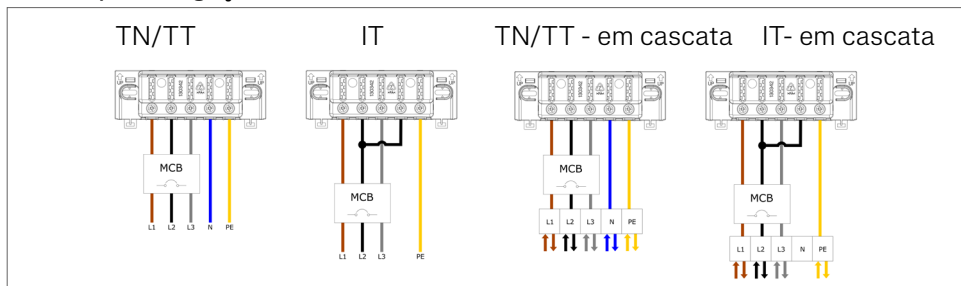 TN/TT
IT
TN/TT - em cascata
IT- em cascata
MCB
L1 L2 L3 N PE
MCB
L1 L2 L3 PE
MCB
L1 L2 L3 N PE
MCB
L1 L2 L3 N PE